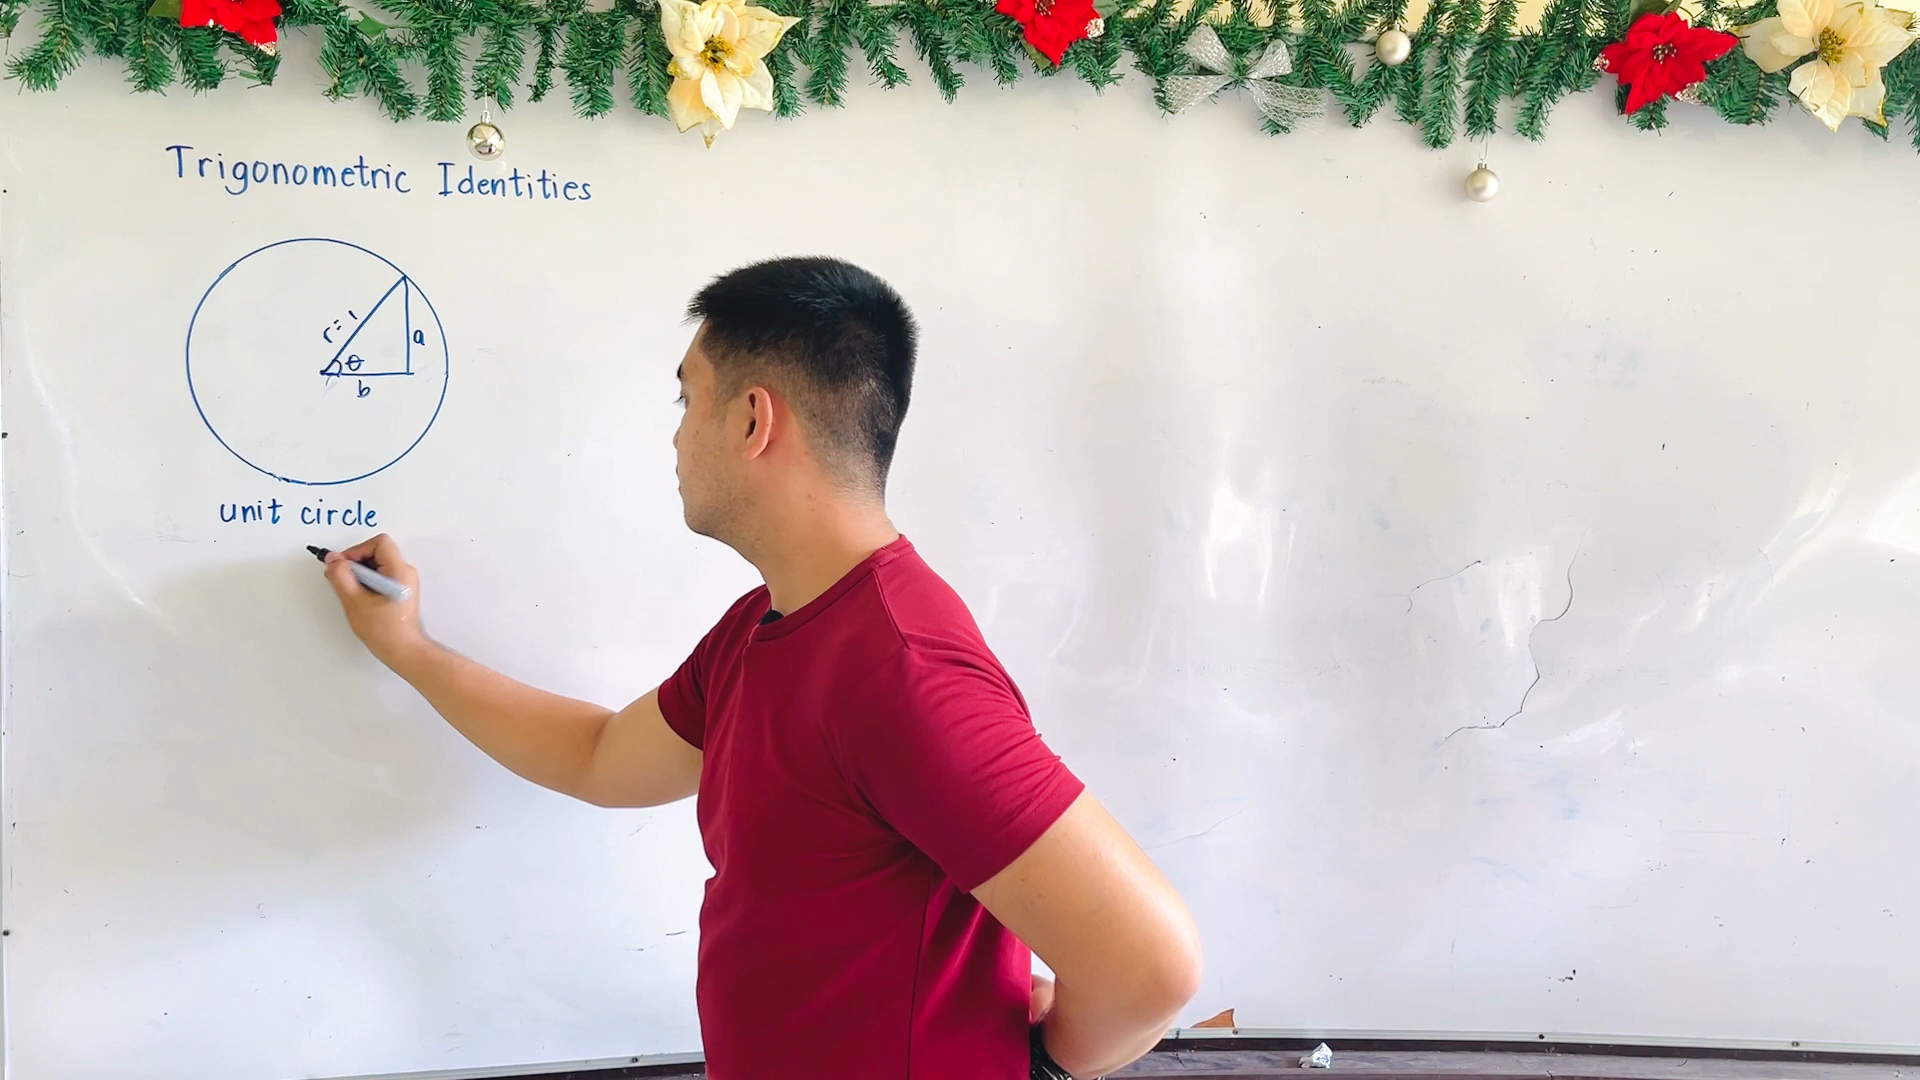 Trigonometric Identities
r=1
a
θ
b
unit circle